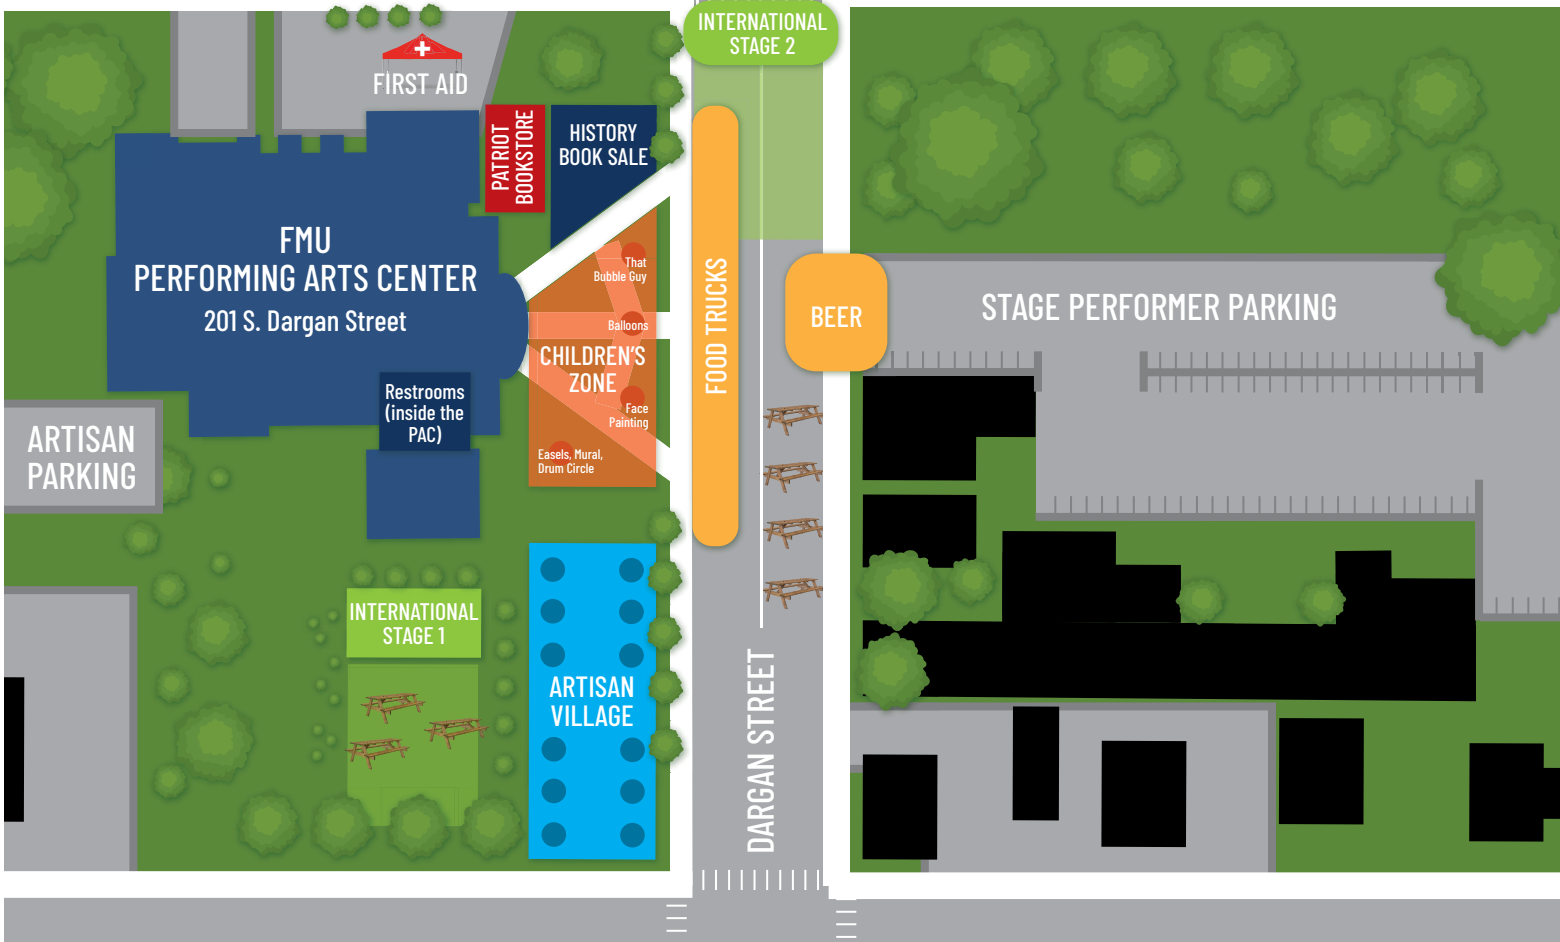 INTERNATIONAL
STAGE 2
FIRST AID
PATRIOT
BOOKSTORE
HISTORY
BOOK SALE
FMU
PERFORMING ARTS CENTER
201 S. Dargan Street
That
Bubble Guy
Balloons
CHILDREN'S
ZONE
Face
Painting
Easels, Mural,
Drum Circle
FOOD TRUCKS
BEER
STAGE PERFORMER PARKING
Restrooms
(inside the
PAC)
ARTISAN
PARKING
INTERNATIONAL
STAGE 1
ARTISAN
VILLAGE
DARGAN STREET